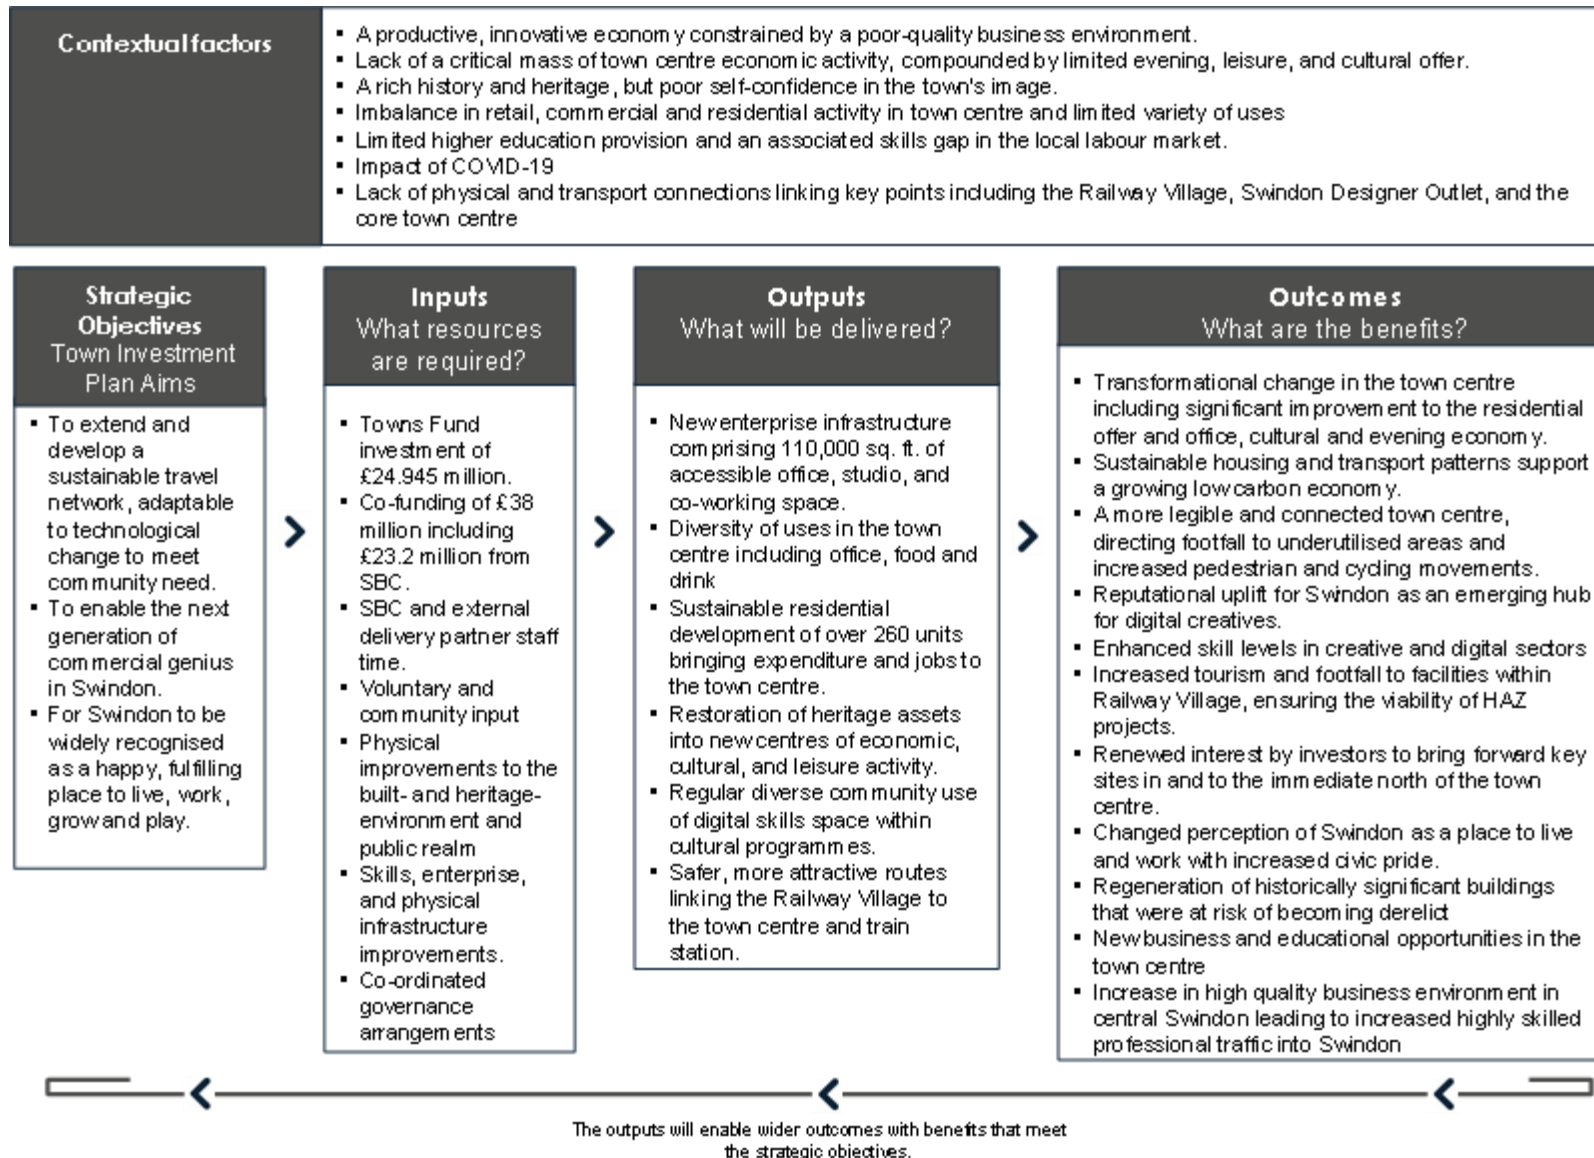 Contextual factors
▪ A productive, innovative economy constrained by a poor-quality business environment.
▪ Lack of a critical mass of town centre economic activity, compounded by limited evening, leisure, and cultural offer.
▪ A rich history and heritage, but poor self-confidence in the town's image.
▪ Imbalance in retail, commercial and residential activity in town centre and limited variety of uses
▪ Limited higher education provision and an associated skills gap in the local labour market.
▪ Impact of COVID-19
▪ Lack of physical and transport connections linking key points including the Railway Village, Swindon Designer Outlet, and the
core town centre
Strategic
Objectives
Town Investment
Plan Aims
▪ To extend and
develop a
sustainable travel
network, adaptable
to technological
change to meet
community need.
▪ To enable the next
generation of
commercial genius
in Swindon.
▪ For Swindon to be
widely recognised
as a happy, fulfilling
place to live, work,
grow and play.
Inputs
What resources
are required?
▪ Towns Fund
investment of
£24.945 million.
▪ Co-funding of £38
million including
£23.2 million from
SBC.
▪ SBC and external
delivery partner staff
time.
▪ Voluntary and
community input
▪ Physical
improvements to the
built- and heritage-
environment and
public realm
▪ Skills, enterprise,
and physical
infrastructure
improvements.
▪ Co-ordinated
governance
arrangements
Outputs
What will be delivered?
▪ New enterprise infrastructure
comprising 110,000 sq. ft. of
accessible office, studio, and
co-working space.
▪ Diversity of uses in the town
centre including office, food and
drink
▪ Sustainable residential
development of over 260 units
bringing expenditure and jobs to
the town centre.
▪ Restoration of heritage assets
into new centres of economic,
cultural, and leisure activity.
▪ Regular diverse community use
of digital skills space within
cultural programmes.
▪ Safer, more attractive routes
linking the Railway Village to
the town centre and train
station.
Outcomes
What are the benefits?
▪ Transformational change in the town centre
including significant improvement to the residential
offer and office, cultural and evening economy.
▪ Sustainable housing and transport patterns support
a growing low carbon economy.
▪ A more legible and connected town centre,
directing footfall to underutilised areas and
increased pedestrian and cycling movements.
▪ Reputational uplift for Swindon as an emerging hub
for digital creatives.
▪ Enhanced skill levels in creative and digital sectors
▪ Increased tourism and footfall to facilities within
Railway Village, ensuring the viability of HAZ
projects.
▪ Renewed interest by investors to bring forward key
sites in and to the immediate north of the town
centre.
▪ Changed perception of Swindon as a place to live
and work with increased civic pride.
▪ Regeneration of historically significant buildings
that were at risk of becoming derelict
▪ New business and educational opportunities in the
town centre
▪ Increase in high quality business environment in
central Swindon leading to increased highly skilled
professional traffic into Swindon
The outputs will enable wider outcomes with benefits that meet
the strategic objectives.